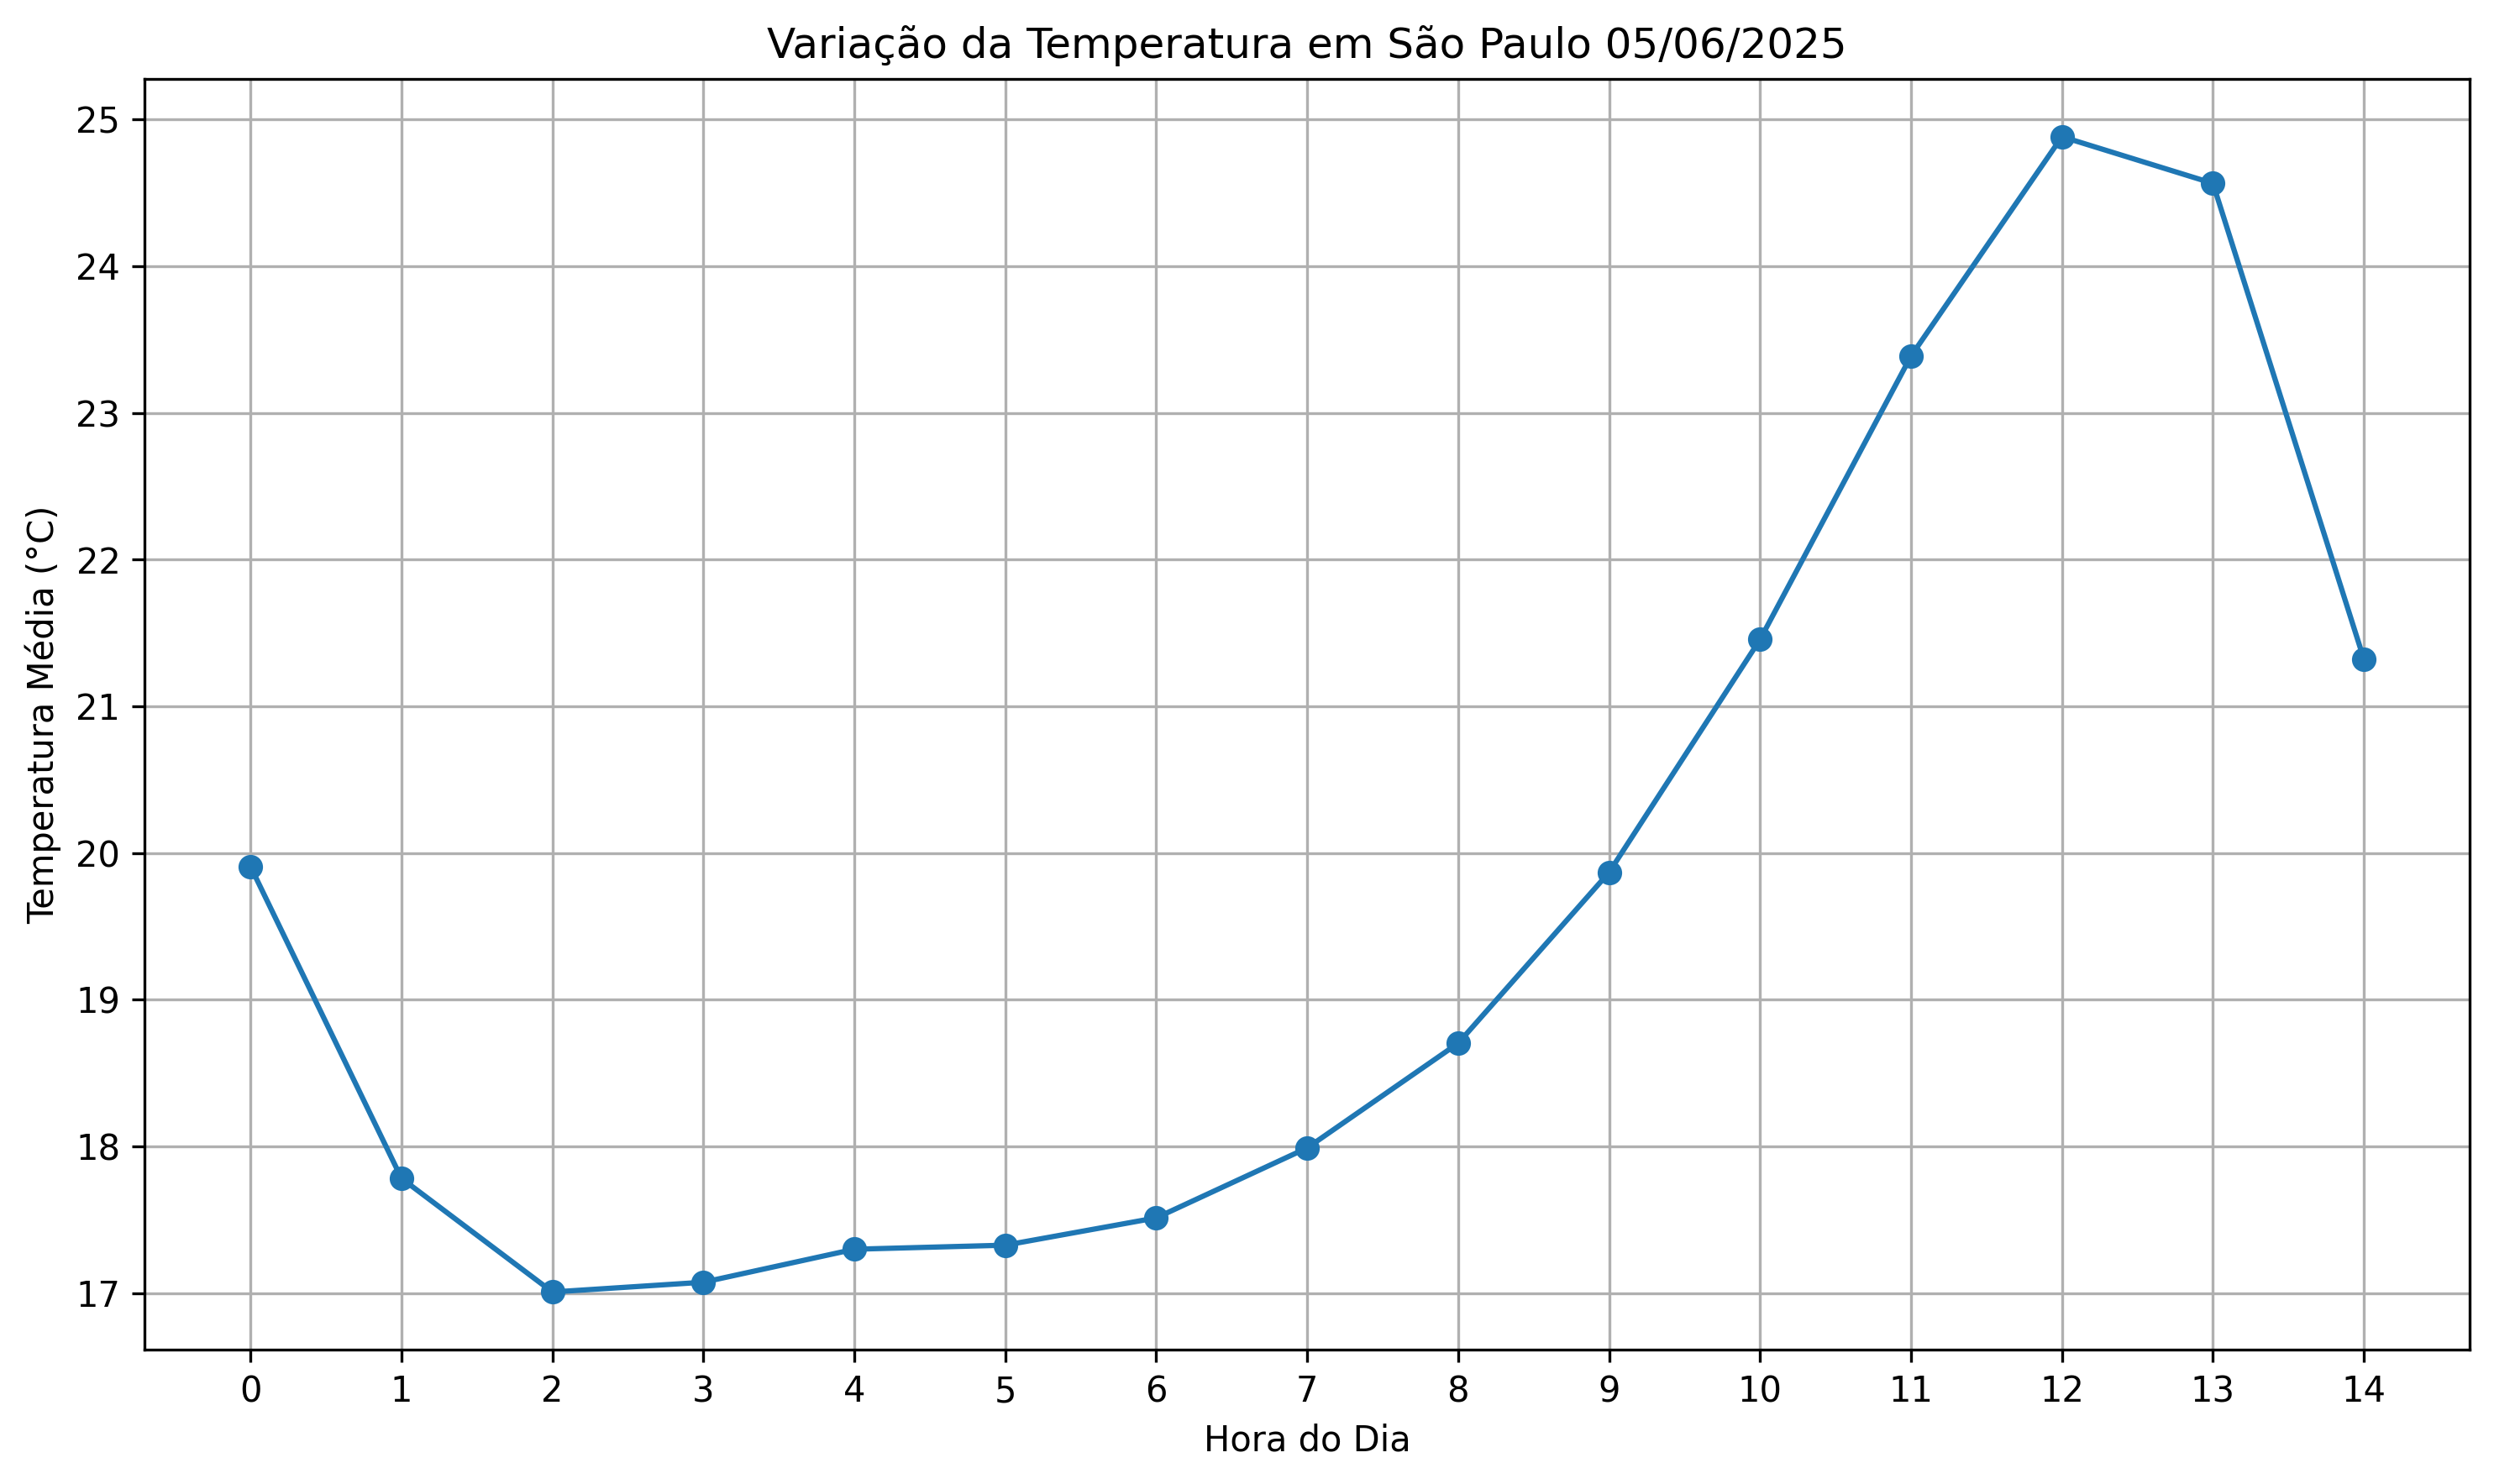 Variação da Temperatura em São Paulo 05/06/2025
Temperatura Média (°C)
25
24
23
22
21
20
19
18
17
0 1 2 3 4 5 6 7 8 9 10 11 12 13 14
Hora do Dia